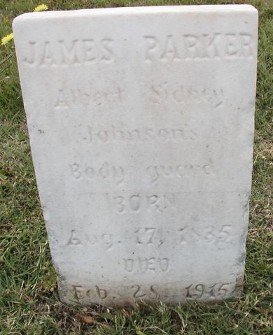 JAMES PARKER
Albert Sidney
Johnson's
Body guard
BORN
Aug. 17, 1835
DIED
Feb. 28, 1915